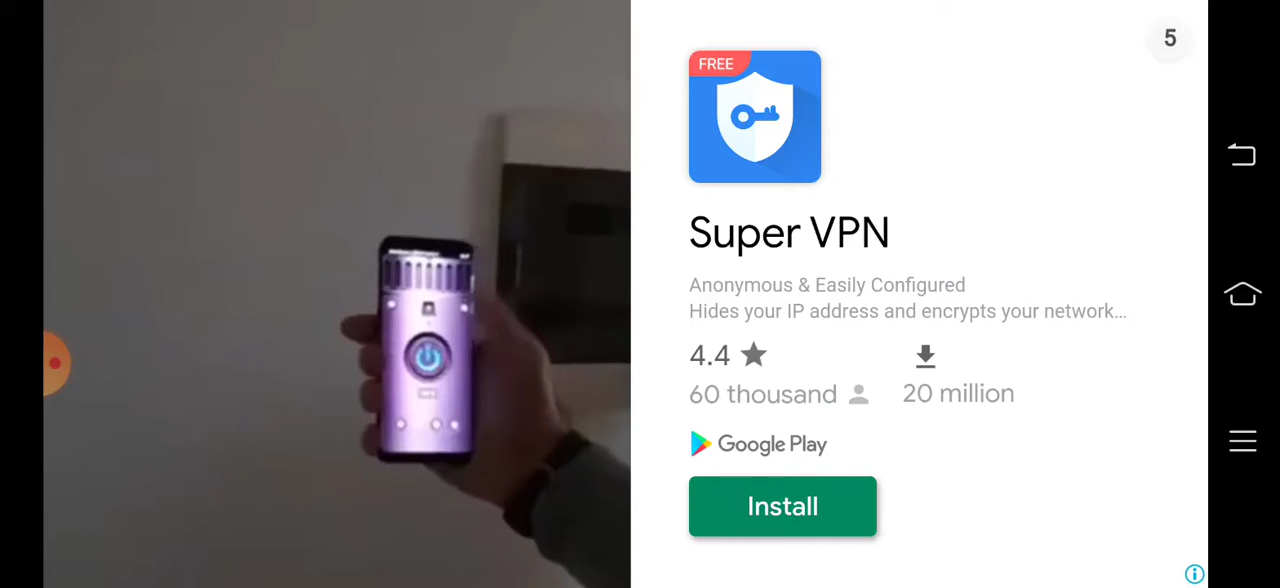 5
FREE
Super VPN
Anonymous & Easily Configured
Hides your IP address and encrypts your network...
4.4
60 thousand
20 million
Google Play
Install